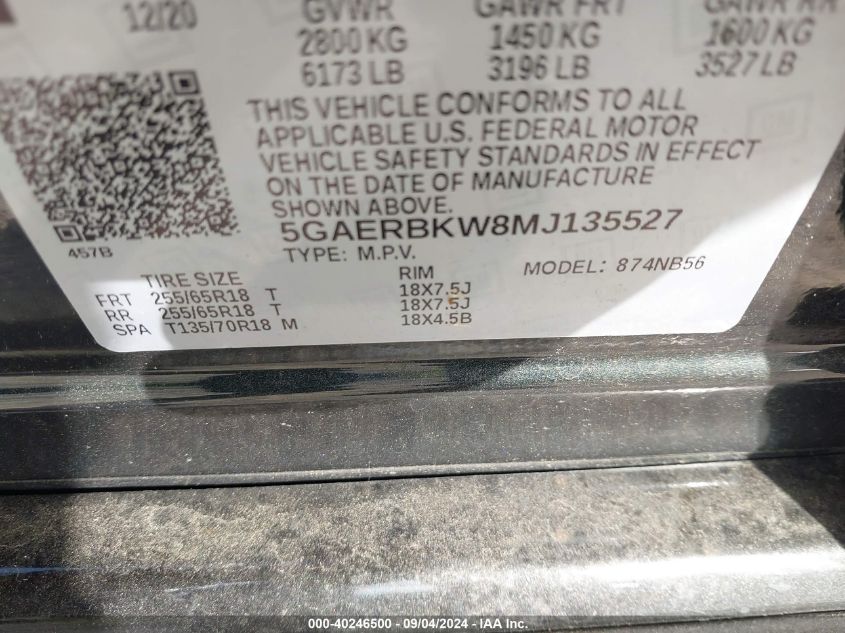 12/20 GVWR GAWR FRT GAWR RR
2800 KG 1450 KG 1600 KG
6173 LB 3196 LB 3527 LB
THIS VEHICLE CONFORMS TO ALL
APPLICABLE U.S. FEDERAL MOTOR
VEHICLE SAFETY STANDARDS IN EFFECT
ON THE DATE OF MANUFACTURE
SHOWN ABOVE.
5GAERBKW8MJ135527
457B
TYPE: M.P.V. MODEL: 874NB56
TIRE SIZE RIM
FRT 255/65R18 T 18X7.5J
RR 255/65R18 T 18X7.5J
SPA T135/70R18 M 18X4.5B
000-40246500 - 09/04/2024 - IAA Inc.